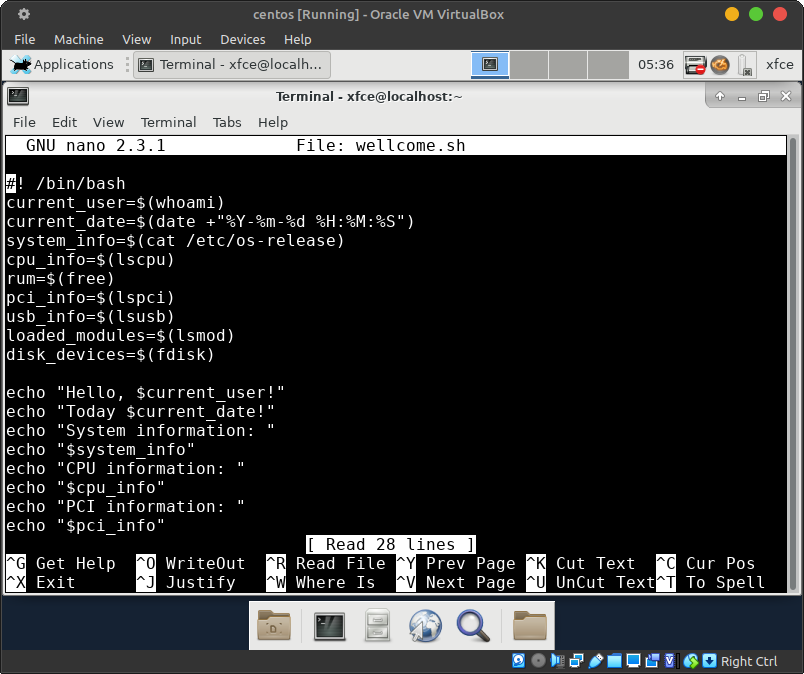 centos [Running] - Oracle VM VirtualBox
File Machine View Input Devices Help
Applications Terminal - xfce@localh... 05:36 xfce
Terminal - xfce@localhost:~
File Edit View Terminal Tabs Help
GNU nano 2.3.1 File: wellcome.sh
#! /bin/bash
current_user=$(whoami)
current_date=$(date +"%Y-%m-%d %H:%M:%S")
system_info=$(cat /etc/os-release)
cpu_info=$(lscpu)
rum=$(free)
pci_info=$(lspci)
usb_info=$(lsusb)
loaded_modules=$(lsmod)
disk_devices=$(fdisk)
echo "Hello, $current_user!"
echo "Today $current_date!"
echo "System information: "
echo "$system_info"
echo "CPU information: "
echo "$cpu_info"
echo "PCI information: "
echo "$pci_info"
[ Read 28 lines ]
^G Get Help ^O WriteOut ^R Read File ^Y Prev Page ^K Cut Text ^C Cur Pos
^X Exit ^J Justify ^W Where Is ^V Next Page ^U UnCut Text ^T To Spell
Right Ctrl